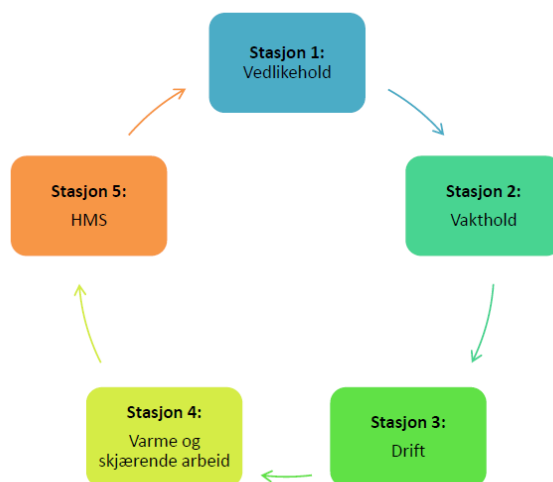 Stasjon 1:
Vedlikehold
Stasjon 2:
Vakthold
Stasjon 3:
Drift
Stasjon 4:
Varme og
skjærende arbeid
Stasjon 5:
HMS